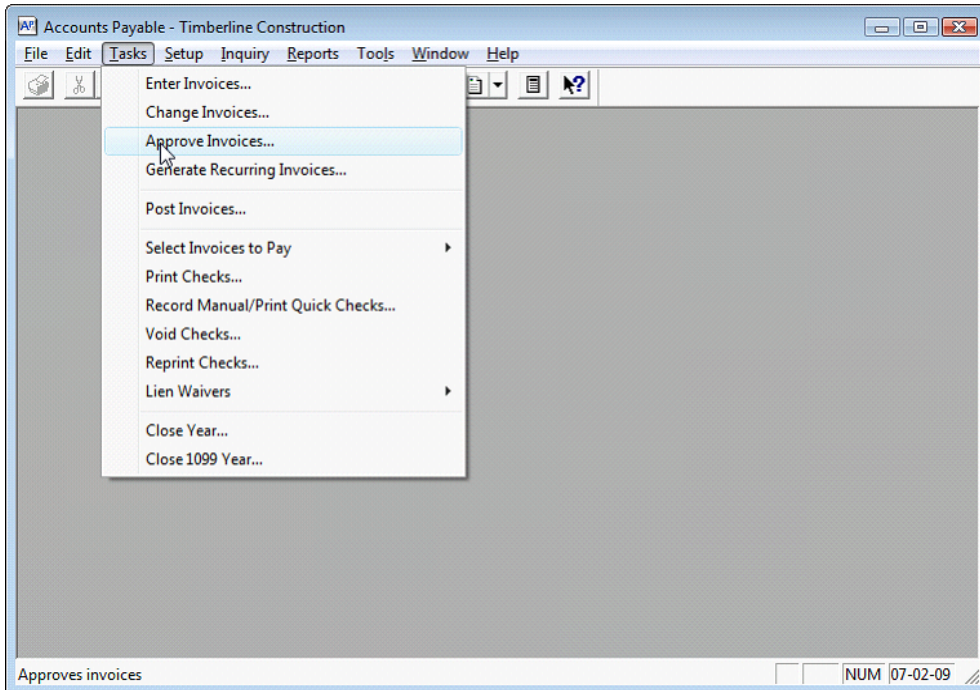 AP Accounts Payable - Timberline Construction
File Edit Tasks Setup Inquiry Reports Tools Window Help
Enter Invoices...
Change Invoices...
Approve Invoices...
Generate Recurring Invoices...
Post Invoices...
Select Invoices to Pay
Print Checks...
Record Manual/Print Quick Checks...
Void Checks...
Reprint Checks...
Lien Waivers
Close Year...
Close 1099 Year...
Approves invoices NUM 07-02-09